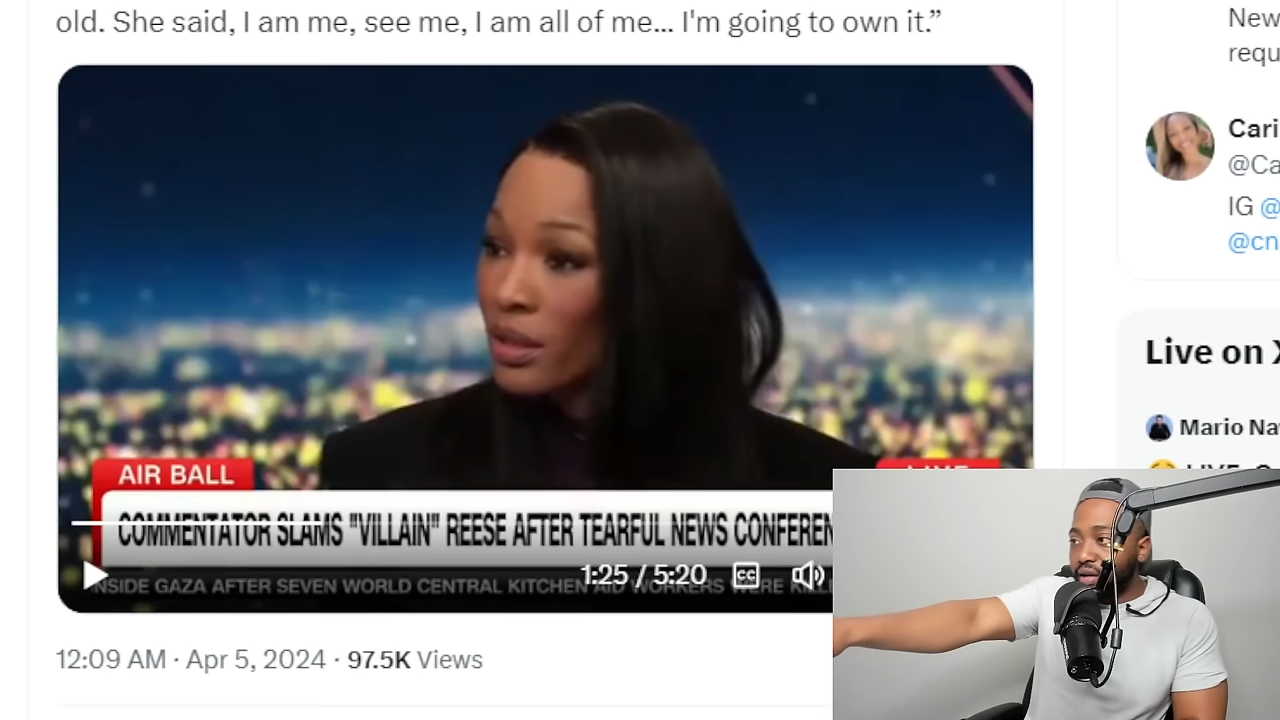 old. She said, I am me, see me, I am all of me... I'm going to own it.”
AIR BALL
COMMENTATOR SLAMS "VILLAIN" REESE AFTER TEARFUL NEWS CONFEREN
1:25 / 5:20
CC
NSIDE GAZA AFTER SEVEN WORLD CENTRAL KITCHEN AID WORKERS WERE KILL
12:09 AM · Apr 5, 2024 · 97.5K Views
New
requ
Cari
@Ca
IG @
@cn
Live on X
Mario Na